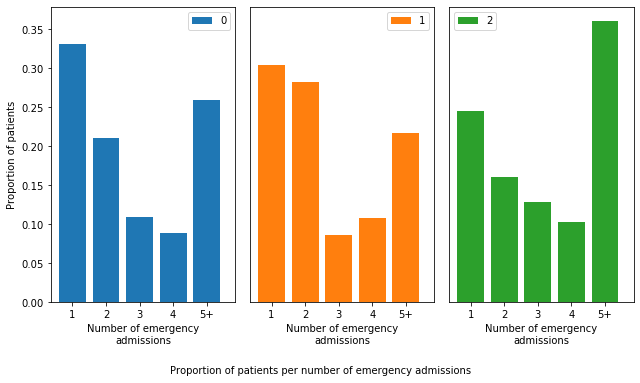 0
1
2
Proportion of patients
0.35
0.30
0.25
0.20
0.15
0.10
0.05
0.00
1 2 3 4 5+
1 2 3 4 5+
1 2 3 4 5+
Number of emergency
admissions
Number of emergency
admissions
Number of emergency
admissions
Proportion of patients per number of emergency admissions